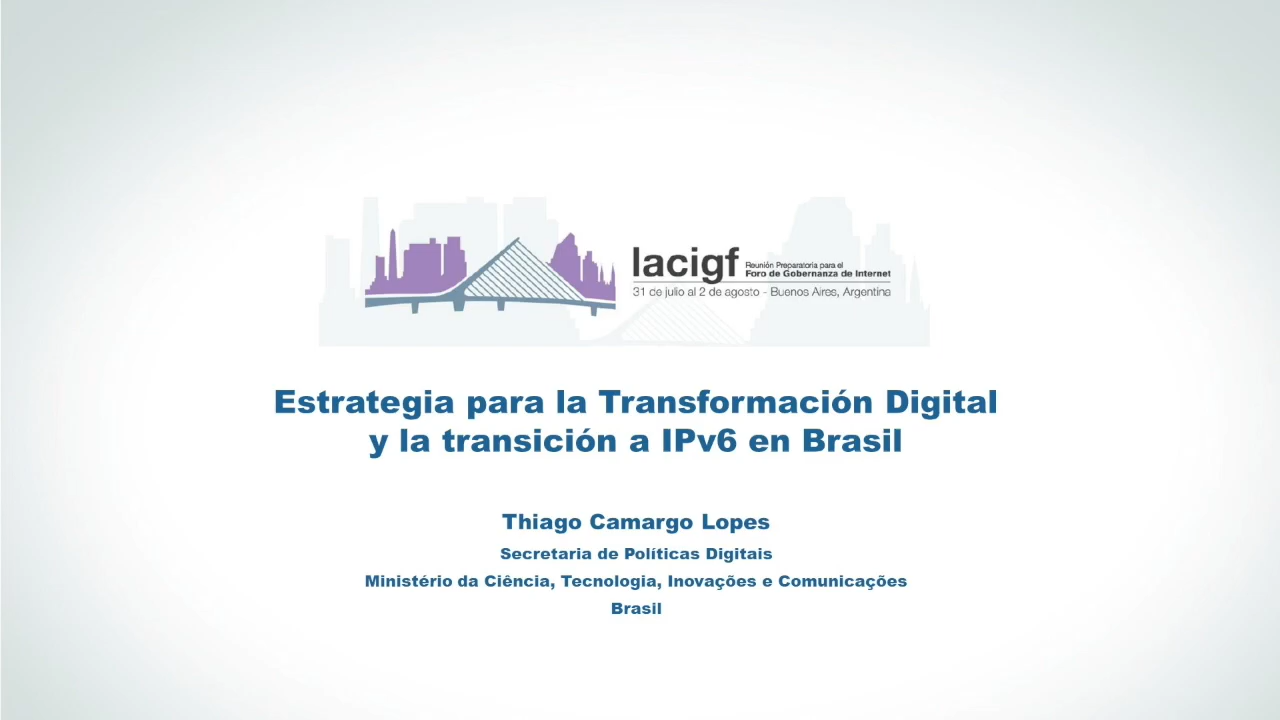 lacigf
Reunión Preparatoria para el
Foro de Gobernanza de Internet
31 de julio al 2 de agosto - Buenos Aires, Argentina
Estrategia para la Transformación Digital
y la transición a IPv6 en Brasil
Thiago Camargo Lopes
Secretaria de Políticas Digitais
Ministério da Ciência, Tecnologia, Inovações e Comunicações
Brasil